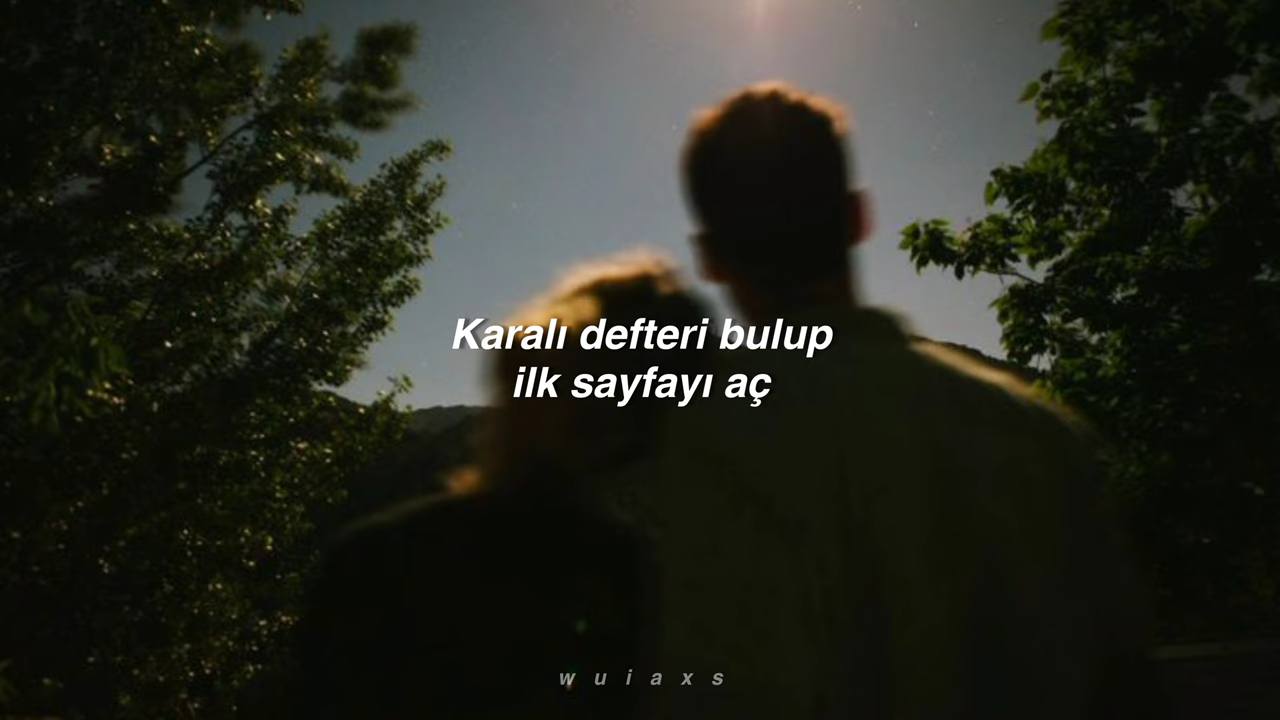 Karalı defteri bulup
ilk sayfayı aç
w u i a x s